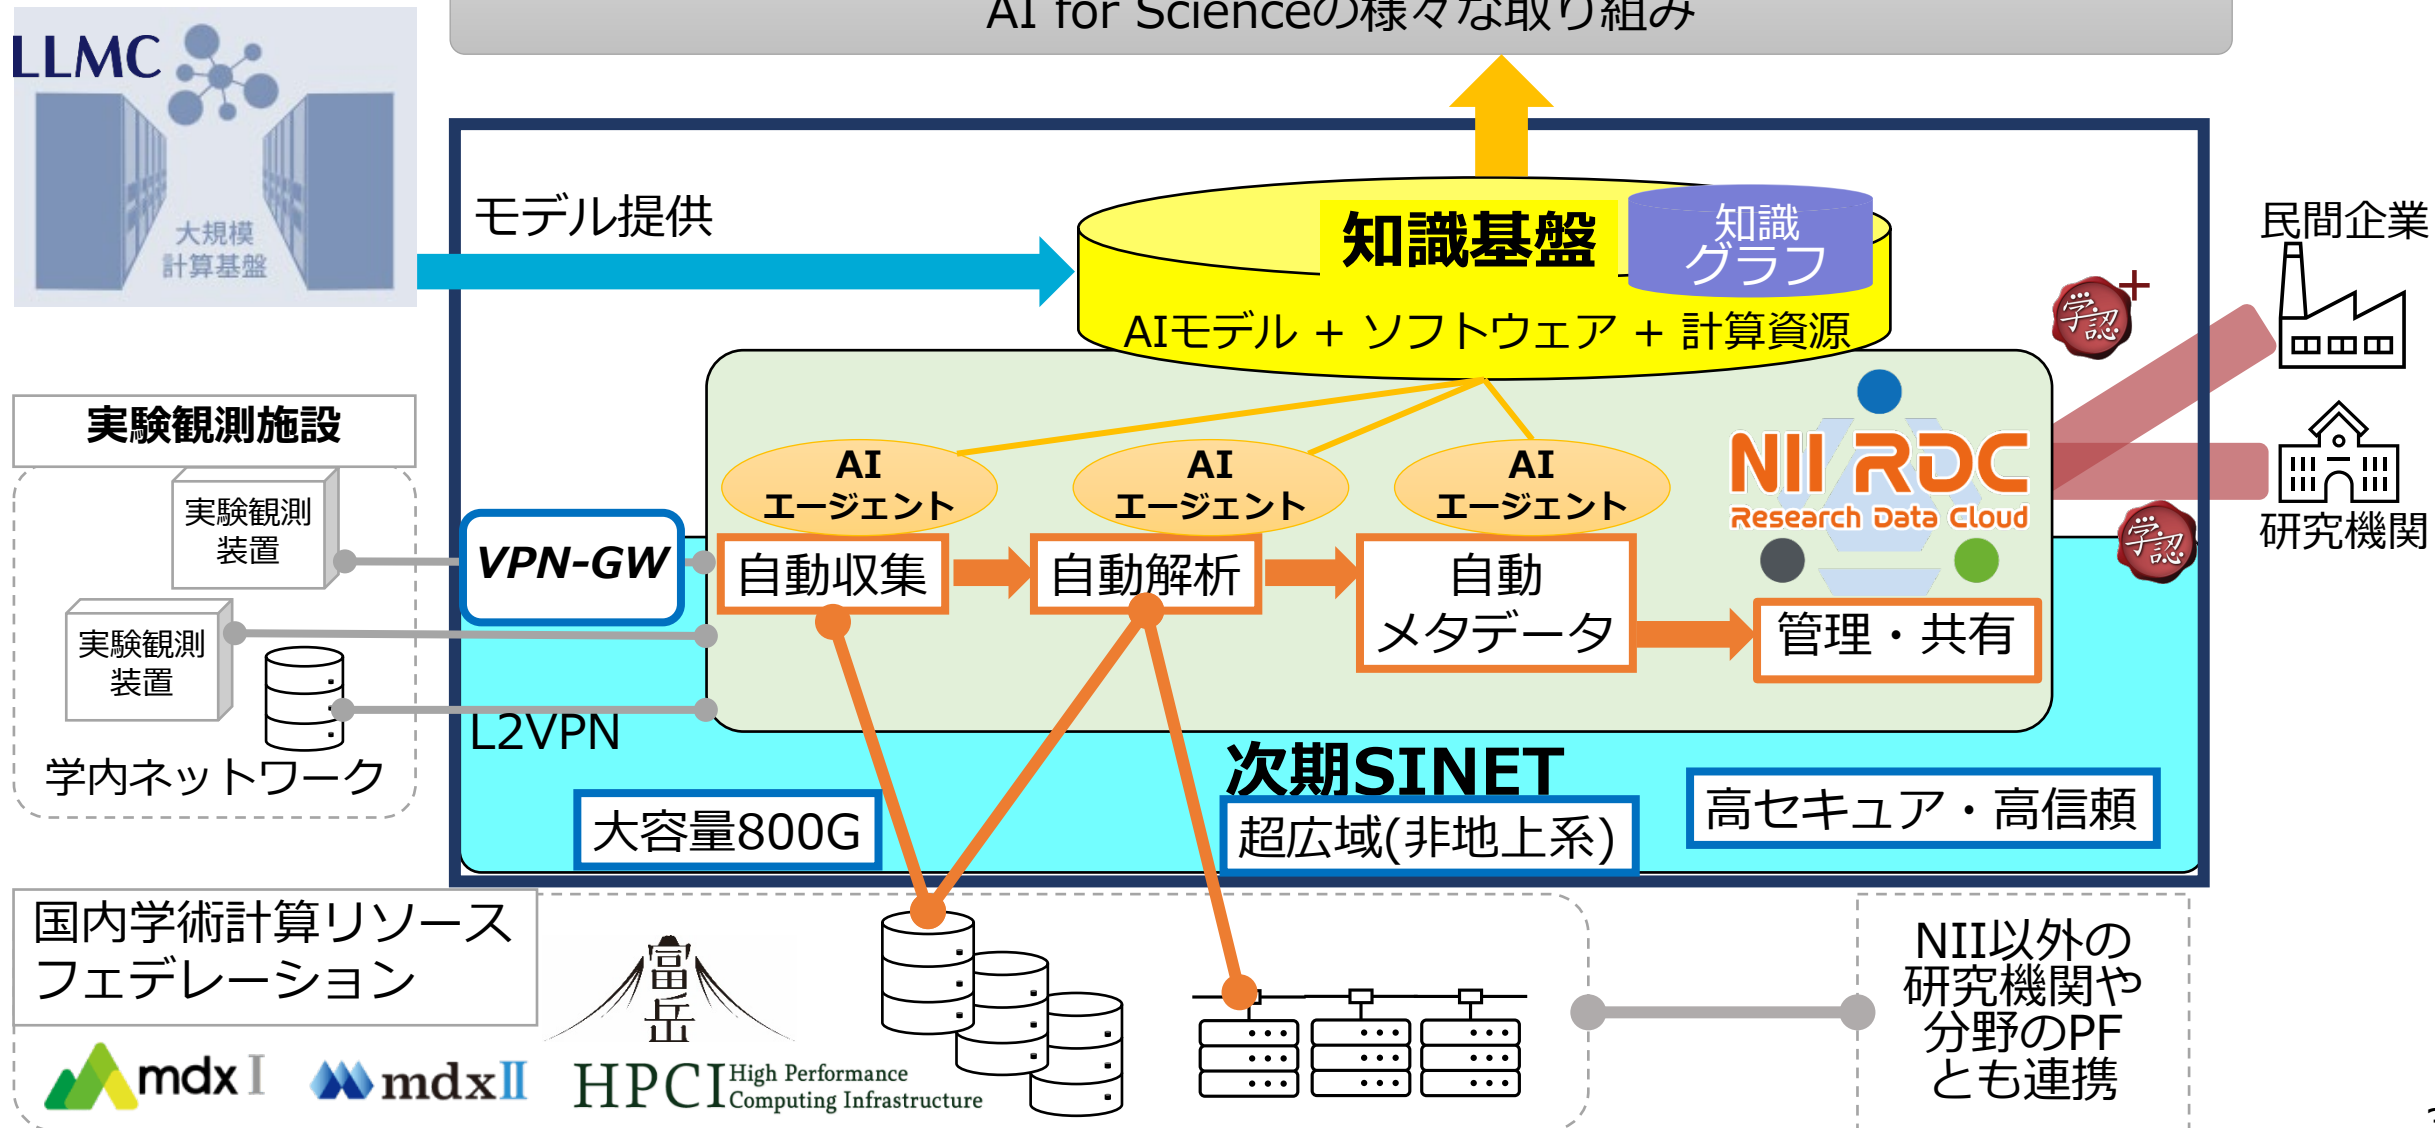 AI for Scienceの様々な取り組み
LLMC
大規模
計算基盤
モデル提供
知識基盤
知識
グラフ
AIモデル + ソフトウェア + 計算資源
民間企業
学認
+
実験観測施設
実験観測
装置
実験観測
装置
学内ネットワーク
VPN-GW
L2VPN
AI
エージェント
AI
エージェント
AI
エージェント
自動収集
自動解析
自動
メタデータ
NII RDC
Research Data Cloud
管理・共有
学認
研究機関
次期SINET
大容量800G
超広域(非地上系)
高セキュア・高信頼
国内学術計算リソース
フェデレーション
富岳
mdx I
mdx II
HPCI
High Performance
Computing Infrastructure
NII以外の
研究機関や
分野のPF
とも連携